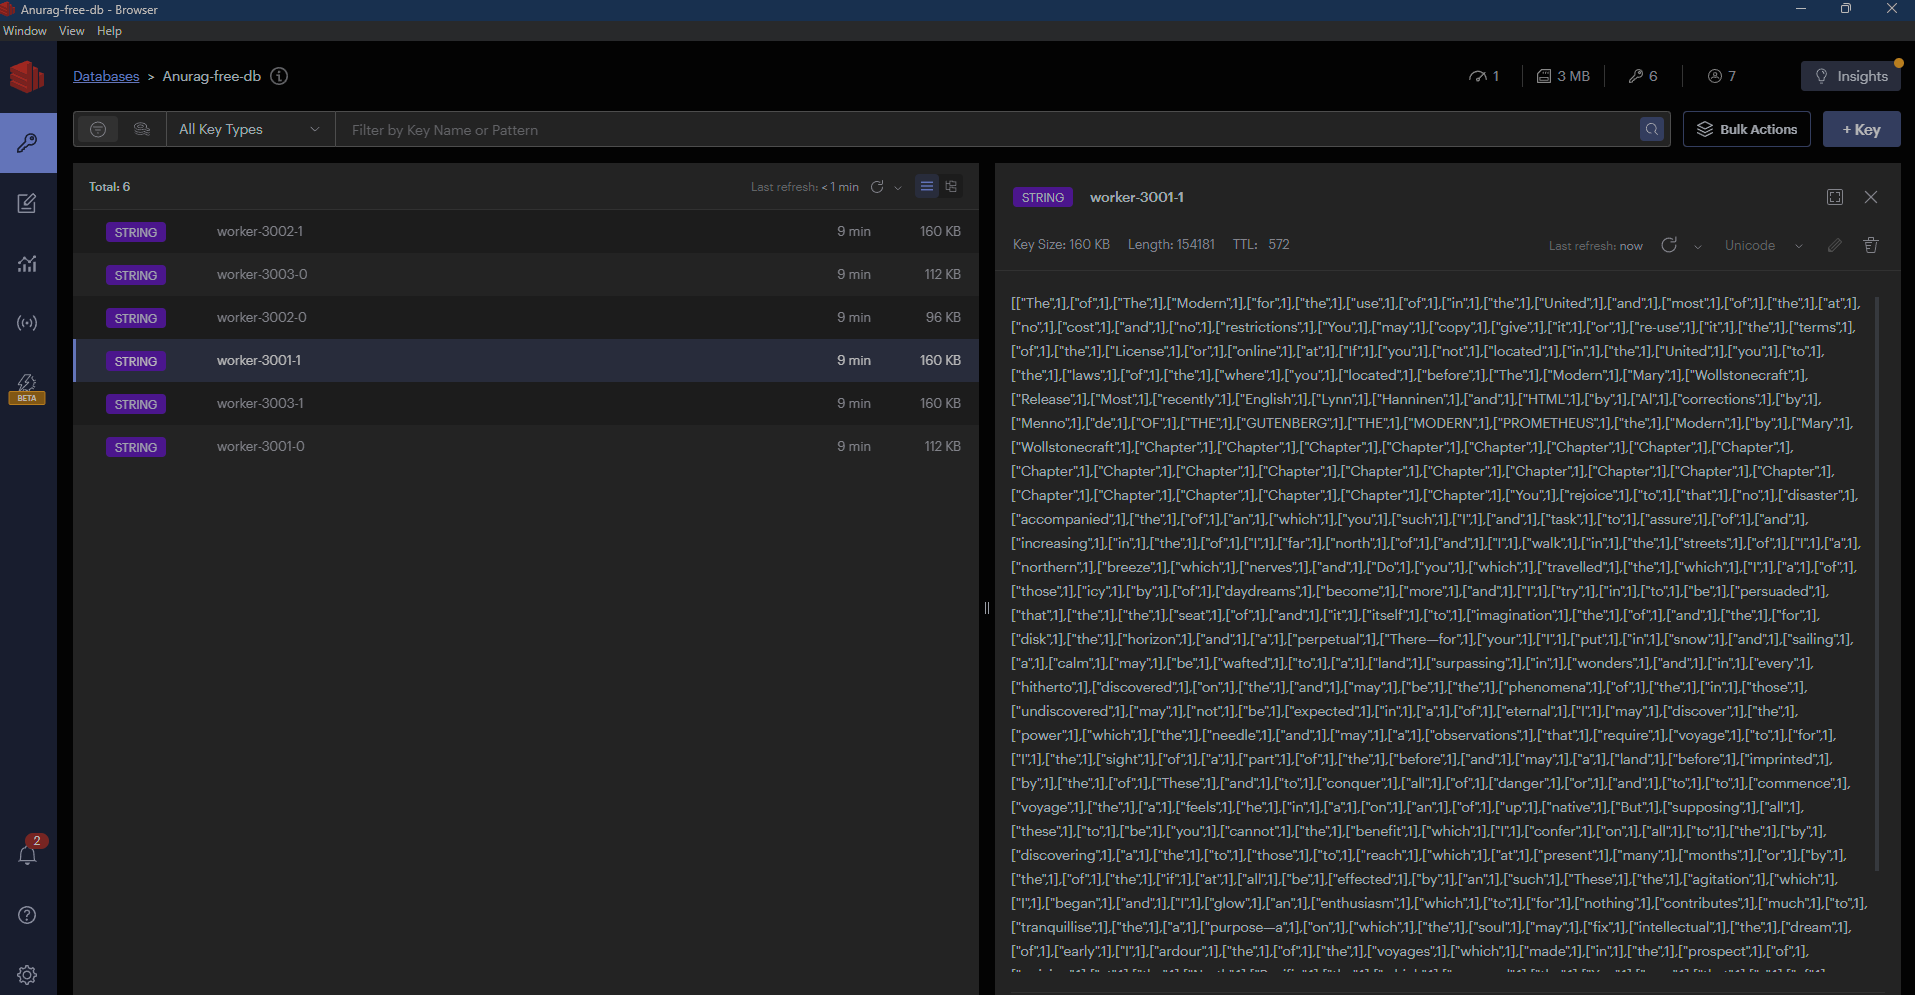 Anurag-free-db - Browser
Window View Help
Databases > Anurag-free-db
1 3 MB 6 7 Insights
All Key Types Filter by Key Name or Pattern Bulk Actions + Key
Total: 6 Last refresh: < 1 min
STRING worker-3002-1 9 min 160 KB
STRING worker-3003-0 9 min 112 KB
STRING worker-3002-0 9 min 96 KB
STRING worker-3001-1 9 min 160 KB
STRING worker-3003-1 9 min 160 KB
STRING worker-3001-0 9 min 112 KB
BETA
2
STRING worker-3001-1
Key Size: 160 KB Length: 154181 TTL: 572 Last refresh: now Unicode
[["The",1],["of",1],["The",1],["Modern",1],["for",1],["the",1],["use",1],["of",1],["in",1],["the",1],["United",1],["and",1],["most",1],["of",1],["the",1],["at",1],
["no",1],["cost",1],["and",1],["no",1],["restrictions",1],["You",1],["may",1],["copy",1],["give",1],["it",1],["or",1],["re-use",1],["it",1],["the",1],["terms",1],
["of",1],["the",1],["License",1],["or",1],["online",1],["at",1],["If",1],["you",1],["not",1],["located",1],["in",1],["the",1],["United",1],["you",1],["to",1],
["the",1],["laws",1],["of",1],["the",1],["where",1],["you",1],["located",1],["before",1],["The",1],["Modern",1],["Mary",1],["Wollstonecraft",1],
["Release",1],["Most",1],["recently",1],["English",1],["Lynn",1],["Hanninen",1],["and",1],["HTML",1],["by",1],["Al",1],["corrections",1],["by",1],
["Menno",1],["de",1],["OF",1],["THE",1],["GUTENBERG",1],["THE",1],["MODERN",1],["PROMETHEUS",1],["the",1],["Modern",1],["by",1],["Mary",1],
["Wollstonecraft",1],["Chapter",1],["Chapter",1],["Chapter",1],["Chapter",1],["Chapter",1],["Chapter",1],["Chapter",1],["Chapter",1],
["Chapter",1],["Chapter",1],["Chapter",1],["Chapter",1],["Chapter",1],["Chapter",1],["Chapter",1],["Chapter",1],["Chapter",1],["Chapter",1],
["Chapter",1],["Chapter",1],["Chapter",1],["Chapter",1],["Chapter",1],["Chapter",1],["You",1],["rejoice",1],["to",1],["that",1],["no",1],["disaster",1],
["accompanied",1],["the",1],["of",1],["an",1],["which",1],["you",1],["such",1],["I",1],["and",1],["task",1],["to",1],["assure",1],["of",1],["and",1],
["increasing",1],["in",1],["the",1],["of",1],["I",1],["far",1],["north",1],["of",1],["and",1],["I",1],["walk",1],["in",1],["the",1],["streets",1],["of",1],["I",1],["a",1],
["northern",1],["breeze",1],["which",1],["nerves",1],["and",1],["Do",1],["you",1],["which",1],["travelled",1],["the",1],["which",1],["I",1],["a",1],["of",1],
["those",1],["icy",1],["by",1],["of",1],["daydreams",1],["become",1],["more",1],["and",1],["I",1],["try",1],["in",1],["to",1],["be",1],["persuaded",1],
["that",1],["the",1],["the",1],["seat",1],["of",1],["and",1],["it",1],["itself",1],["to",1],["imagination",1],["the",1],["of",1],["and",1],["the",1],["for",1],
["disk",1],["the",1],["horizon",1],["and",1],["a",1],["perpetual",1],["There—for",1],["your",1],["I",1],["put",1],["in",1],["snow",1],["and",1],["sailing",1],
["a",1],["calm",1],["may",1],["be",1],["wafted",1],["to",1],["a",1],["land",1],["surpassing",1],["in",1],["wonders",1],["and",1],["in",1],["every",1],
["hitherto",1],["discovered",1],["on",1],["the",1],["and",1],["may",1],["be",1],["the",1],["phenomena",1],["of",1],["the",1],["in",1],["those",1],
["undiscovered",1],["may",1],["not",1],["be",1],["expected",1],["in",1],["a",1],["of",1],["eternal",1],["I",1],["may",1],["discover",1],["the",1],
["power",1],["which",1],["the",1],["needle",1],["and",1],["may",1],["a",1],["observations",1],["that",1],["require",1],["voyage",1],["to",1],["for",1],
["I",1],["the",1],["sight",1],["of",1],["a",1],["part",1],["of",1],["the",1],["before",1],["and",1],["may",1],["a",1],["land",1],["before",1],["imprinted",1],
["by",1],["the",1],["of",1],["These",1],["and",1],["to",1],["conquer",1],["all",1],["of",1],["danger",1],["or",1],["and",1],["to",1],["to",1],["commence",1],
["voyage",1],["the",1],["a",1],["feels",1],["he",1],["in",1],["a",1],["on",1],["an",1],["of",1],["up",1],["native",1],["But",1],["supposing",1],["all",1],
["these",1],["to",1],["be",1],["you",1],["cannot",1],["the",1],["benefit",1],["which",1],["I",1],["confer",1],["on",1],["all",1],["to",1],["the",1],["by",1],
["discovering",1],["a",1],["the",1],["to",1],["those",1],["to",1],["reach",1],["which",1],["at",1],["present",1],["many",1],["months",1],["or",1],["by",1],
["the",1],["of",1],["the",1],["if",1],["at",1],["all",1],["be",1],["effected",1],["by",1],["an",1],["such",1],["These",1],["the",1],["agitation",1],["which",1],
["I",1],["began",1],["and",1],["I",1],["glow",1],["an",1],["enthusiasm",1],["which",1],["to",1],["for",1],["nothing",1],["contributes",1],["much",1],["to",1],
["tranquillise",1],["the",1],["a",1],["purpose—a",1],["on",1],["which",1],["the",1],["soul",1],["may",1],["fix",1],["intellectual",1],["the",1],["dream",1],
["of",1],["early",1],["I",1],["ardour",1],["the",1],["of",1],["the",1],["voyages",1],["which",1],["made",1],["in",1],["the",1],["prospect",1],["of",1],